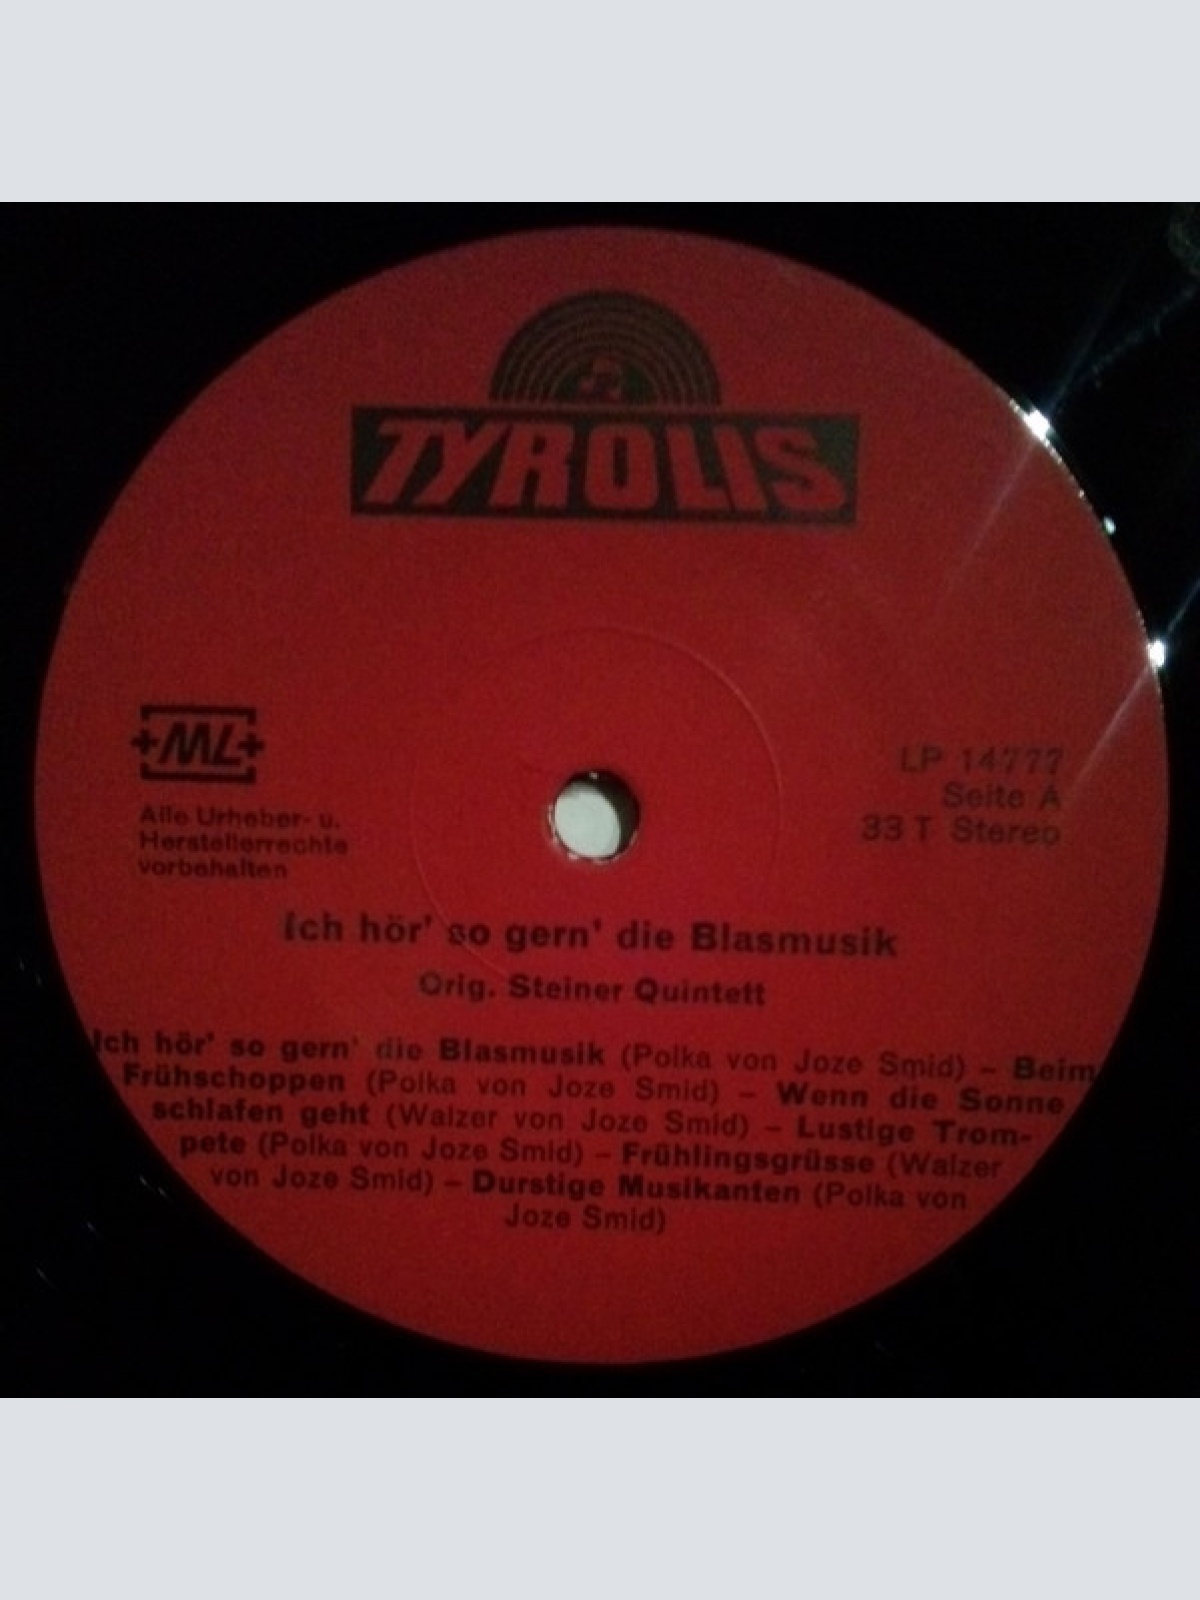 TYROLIS
+ML+
Alle Urheber- u.
Herstellerrechte
vorbehalten
LP 14777
Seite A
33 T Stereo
Ich hör' so gern' die Blasmusik
Orig. Steiner Quintett
Ich hör' so gern' die Blasmusik (Polka von Joze Smid) – Beim
Frühschoppen (Polka von Joze Smid) – Wenn die Sonne
schlafen geht (Walzer von Joze Smid) – Lustige Trom-
pete (Polka von Joze Smid) – Frühlingsgrüsse (Walzer
von Joze Smid) – Durstige Musikanten (Polka von
Joze Smid)